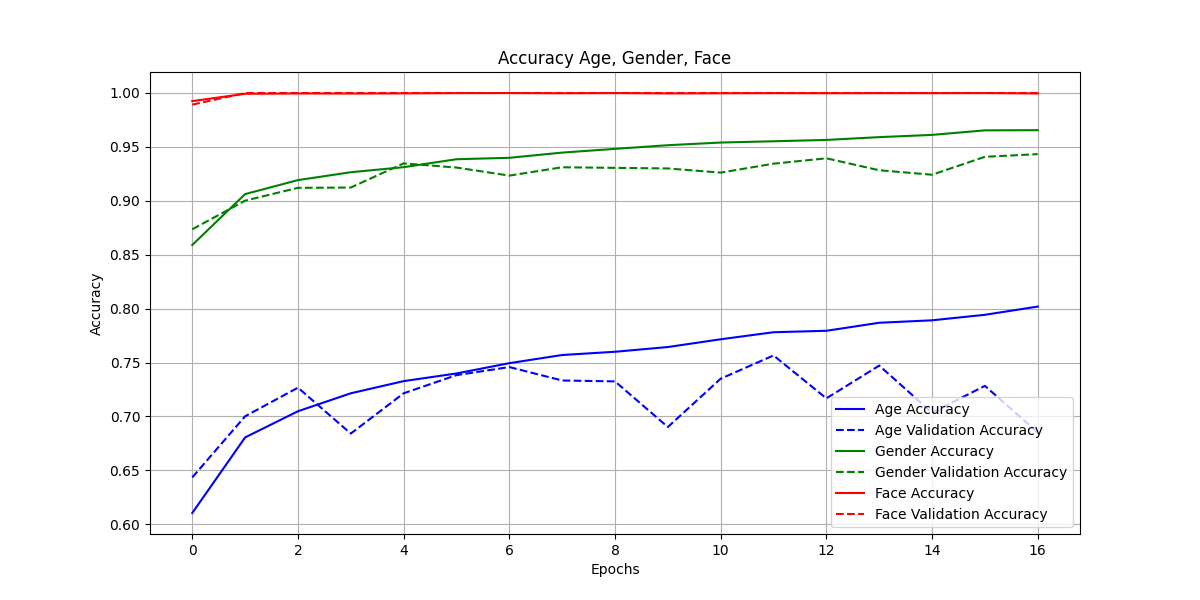 Accuracy Age, Gender, Face
Accuracy
1.00
0.95
0.90
0.85
0.80
0.75
0.70
0.65
0.60
Age Accuracy
Age Validation Accuracy
Gender Accuracy
Gender Validation Accuracy
Face Accuracy
Face Validation Accuracy
0 2 4 6 8 10 12 14 16
Epochs